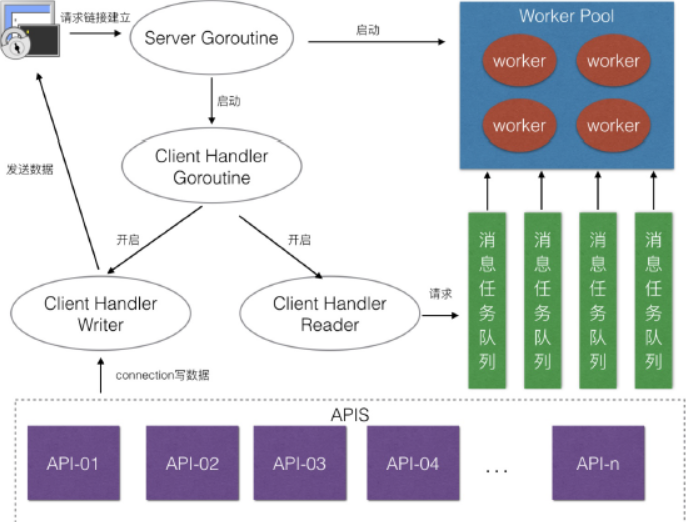 请求链接建立
Server Goroutine
启动
Worker Pool
worker
worker
worker
worker
启动
Client Handler
Goroutine
发送数据
开启
开启
Client Handler
Writer
Client Handler
Reader
请求
消息任务队列
消息任务队列
消息任务队列
消息任务队列
connection写数据
APIS
API-01
API-02
API-03
API-04
...
API-n